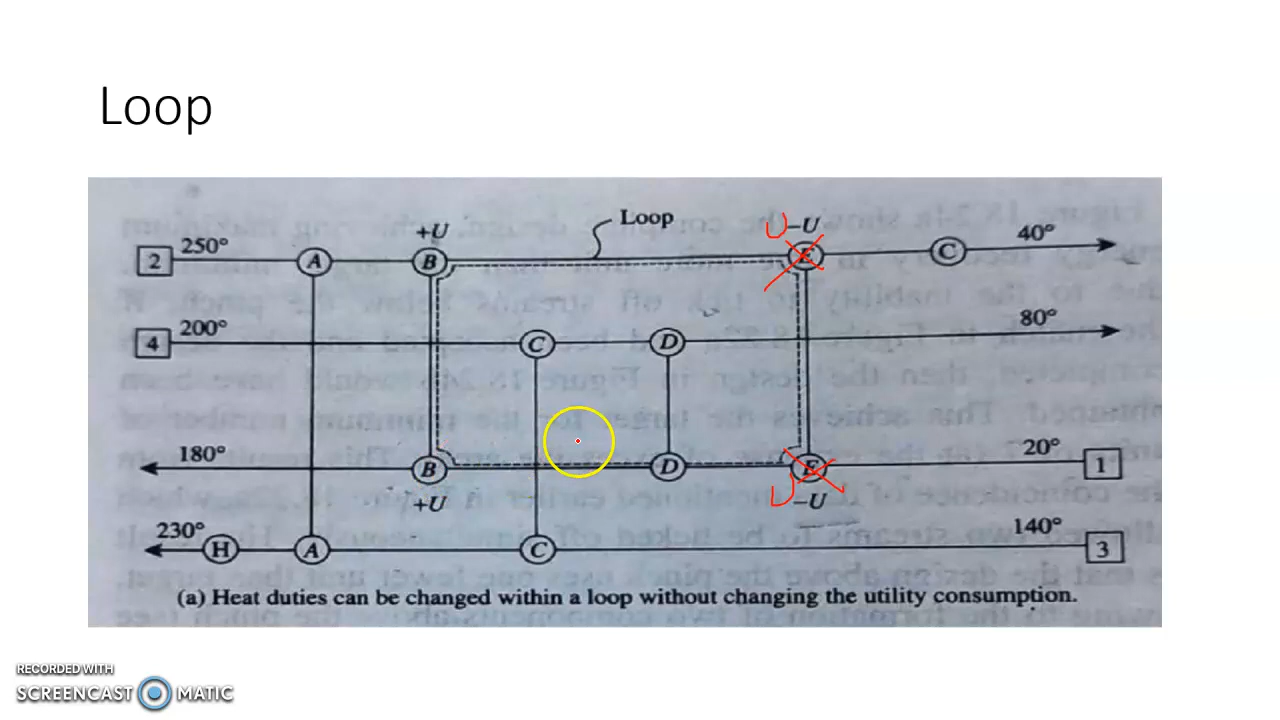 Loop
Loop
+U
U -U
2 250° A B E C 40°
4 200° C D 80°
180° B D E 20° 1
+U
U -U
230° H A C 140° 3
(a) Heat duties can be changed within a loop without changing the utility consumption.
RECORDED WITH
SCREENCAST MATIC